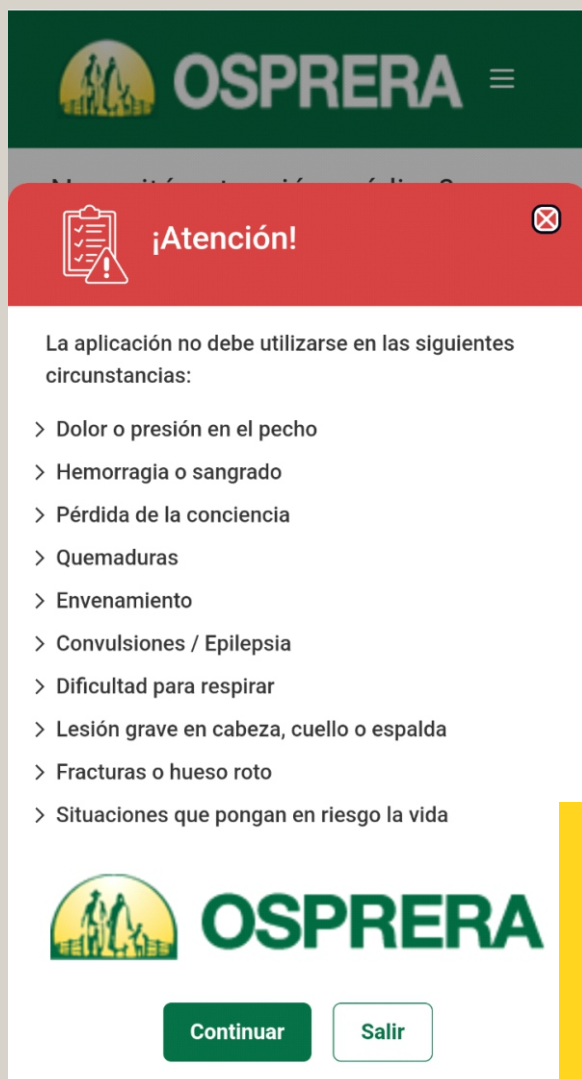 OSPRERA
¡Atención!
La aplicación no debe utilizarse en las siguientes
circunstancias:
Dolor o presión en el pecho
Hemorragia o sangrado
Pérdida de la conciencia
Quemaduras
Envenamiento
Convulsiones / Epilepsia
Dificultad para respirar
Lesión grave en cabeza, cuello o espalda
Fracturas o hueso roto
Situaciones que pongan en riesgo la vida
OSPRERA
Continuar
Salir